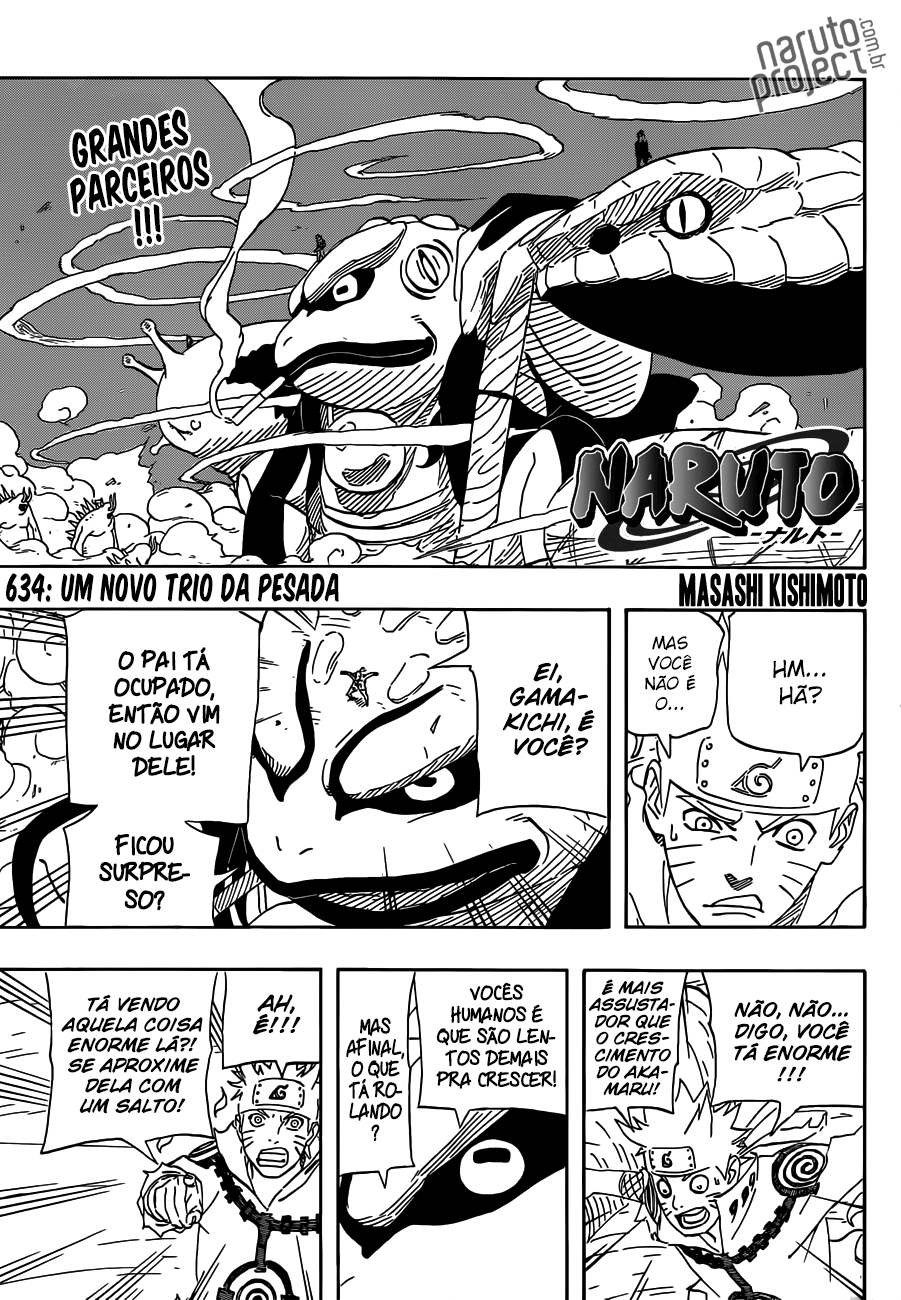 naruto
project
.com.br
GRANDES
PARCEIROS
!!!
NARUTO
-ナルト-
634: UM NOVO TRIO DA PESADA
MASASHI KISHIMOTO
HM...
HÃ?
MAS
VOCÊ
NÃO É
O...
EI,
GAMA-
KICHI, É
VOCÊ?
O PAI TÁ
OCUPADO,
ENTÃO VIM
NO LUGAR
DELE!
FICOU
SURPRE-
SO?
NÃO, NÃO...
DIGO, VOCÊ
TÁ ENORME
!!!
É MAIS
ASSUSTA-
DOR QUE
O CRES-
CIMENTO
DO AKA-
MARU!
VOCÊS
HUMANOS É
QUE SÃO LEN-
TOS DEMAIS
PRA CRESCER!
MAS
AFINAL,
O QUE
TÁ RO-
LANDO
?
AH,
É!!!
TÁ VENDO
AQUELA COISA
ENORME LÁ?!
SE APROXIME
DELA COM
UM SALTO!